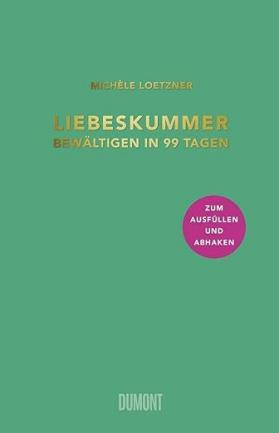 MICHÈLE LOETZNER
LIEBESKUMMER
BEWÄLTIGEN IN 99 TAGEN
ZUM
AUSFÜLLEN
UND
ABHAKEN
DUMONT